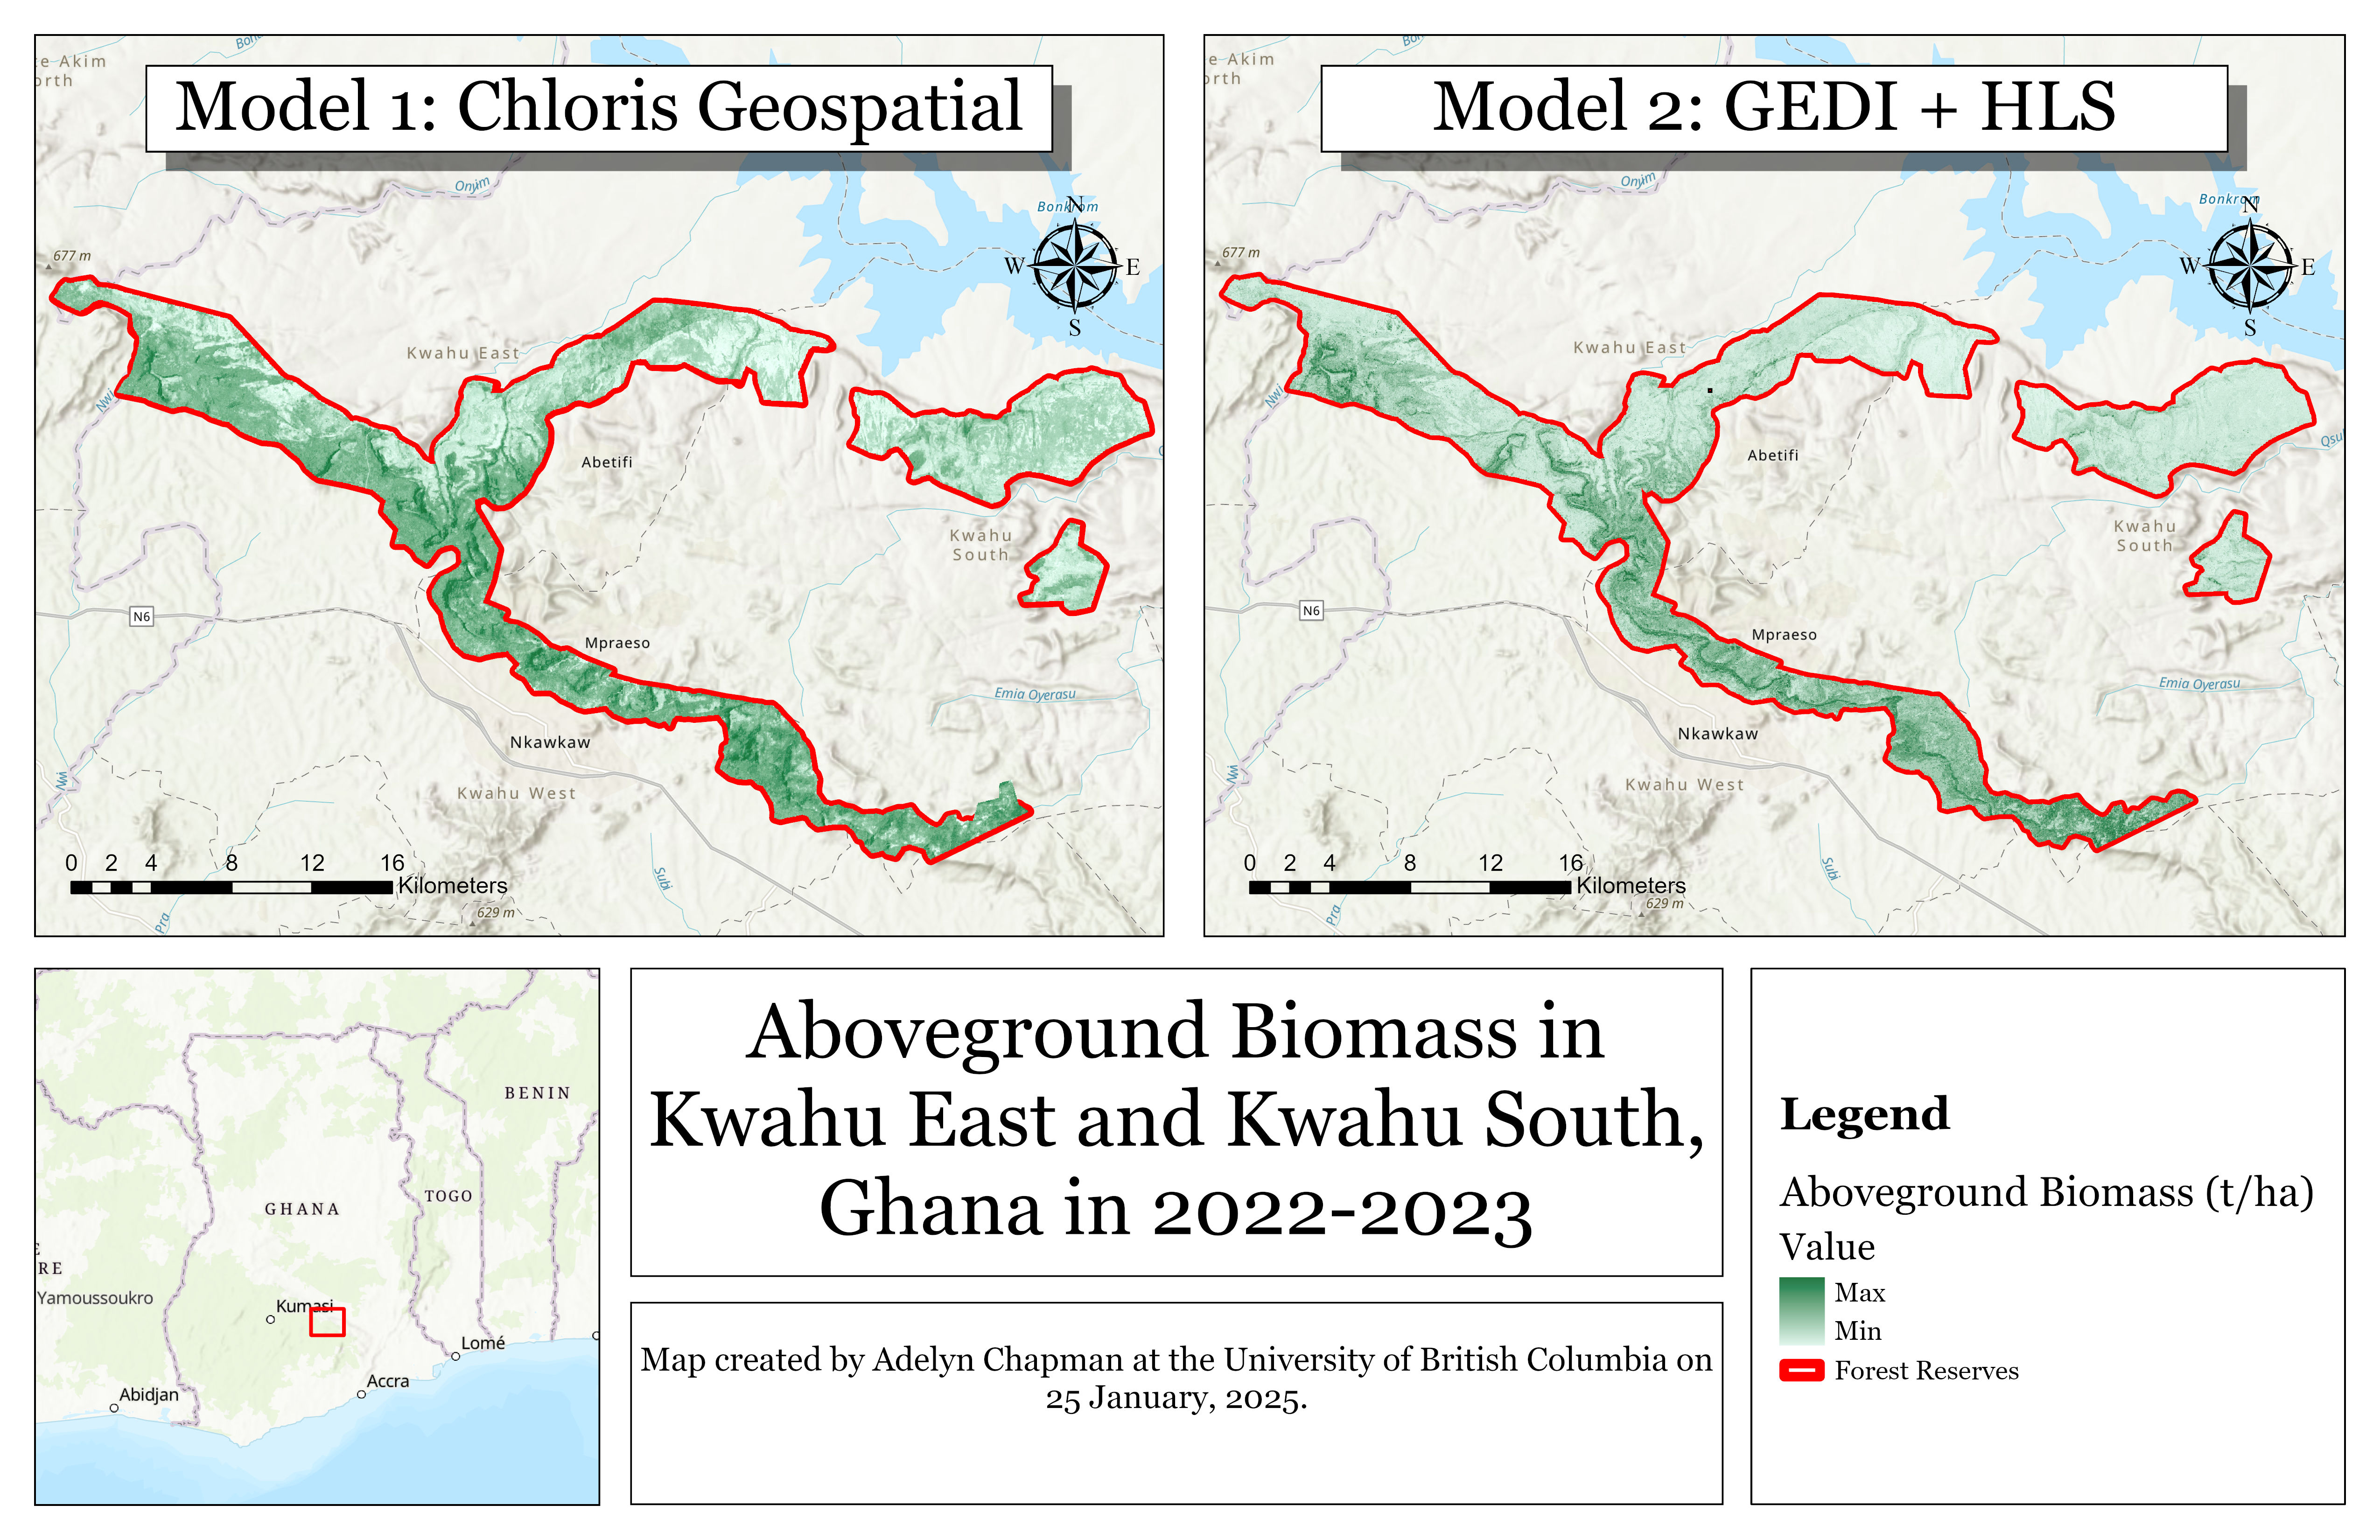 Model 1: Chloris Geospatial
e Akim
orth
Onyim
Bonkrom
N
W
E
S
677 m
Kwahu East
Nwi
Abetifi
Kwahu
South
N6
Mpraeso
Emia Oyerasu
Nkawkaw
Kwahu West
Nwi
0 2 4 8 12 16
Kilometers
Subi
Pra
629 m
Model 2: GEDI + HLS
e Akim
orth
Onyim
Bonkrom
N
W
E
S
677 m
Kwahu East
Nwi
Abetifi
Kwahu
South
N6
Mpraeso
Emia Oyerasu
Nkawkaw
Kwahu West
Nwi
0 2 4 8 12 16
Kilometers
Subi
Pra
629 m
BENIN
TOGO
GHANA
RE
Yamoussoukro
Kumasi
Lomé
Accra
Abidjan
Aboveground Biomass in
Kwahu East and Kwahu South,
Ghana in 2022-2023
Map created by Adelyn Chapman at the University of British Columbia on
25 January, 2025.
Legend
Aboveground Biomass (t/ha)
Value
Max
Min
Forest Reserves